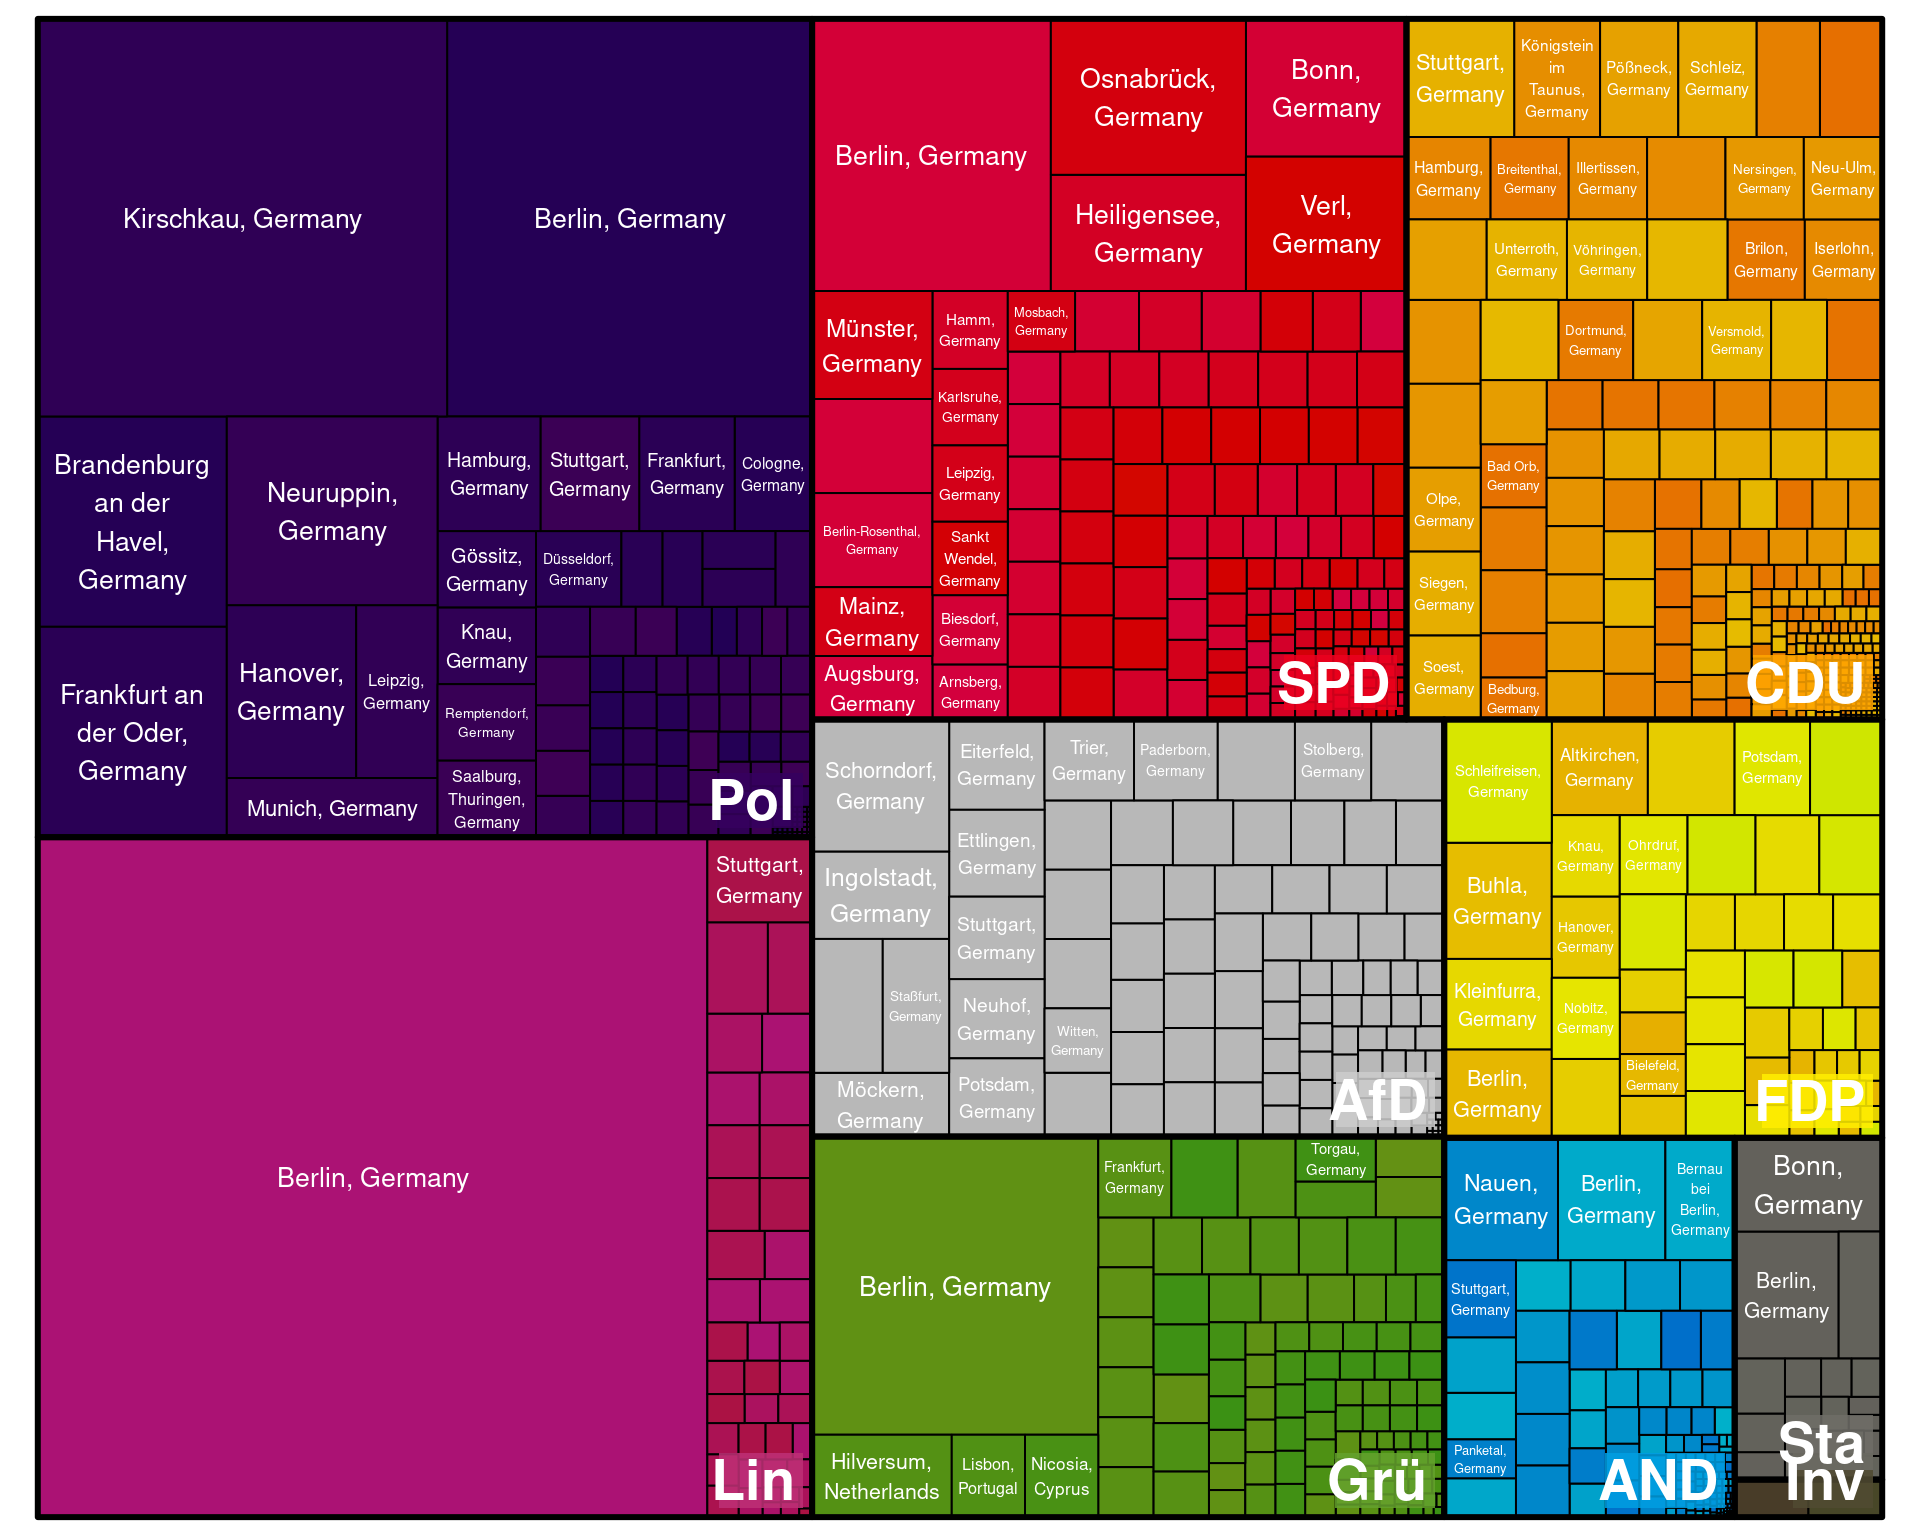 Kirschkau, Germany
Berlin, Germany
Brandenburg
an der
Havel,
Germany
Frankfurt an
der Oder,
Germany
Neuruppin,
Germany
Hanover,
Germany
Leipzig,
Germany
Munich, Germany
Hamburg,
Germany
Stuttgart,
Germany
Frankfurt,
Germany
Cologne,
Germany
Gössitz,
Germany
Düsseldorf,
Germany
Knau,
Germany
Remptendorf,
Germany
Saalburg,
Thuringen,
Germany
Pol
Berlin, Germany
Osnabrück,
Germany
Bonn,
Germany
Heiligensee,
Germany
Verl,
Germany
Münster,
Germany
Berlin-Rosenthal,
Germany
Mainz,
Germany
Augsburg,
Germany
Hamm,
Germany
Karlsruhe,
Germany
Leipzig,
Germany
Sankt
Wendel,
Germany
Biesdorf,
Germany
Arnsberg,
Germany
Mosbach,
Germany
SPD
Stuttgart,
Germany
Königstein
im
Taunus,
Germany
Pößneck,
Germany
Schleiz,
Germany
Hamburg,
Germany
Breitenthal,
Germany
Illertissen,
Germany
Nersingen,
Germany
Neu-Ulm,
Germany
Unterroth,
Germany
Vöhringen,
Germany
Brilon,
Germany
Iserlohn,
Germany
Dortmund,
Germany
Versmold,
Germany
Bad Orb,
Germany
Olpe,
Germany
Siegen,
Germany
Soest,
Germany
Bedburg,
Germany
CDU
Berlin, Germany
Stuttgart,
Germany
Lin
Schorndorf,
Germany
Ingolstadt,
Germany
Staßfurt,
Germany
Möckern,
Germany
Eiterfeld,
Germany
Ettlingen,
Germany
Stuttgart,
Germany
Neuhof,
Germany
Potsdam,
Germany
Trier,
Germany
Paderborn,
Germany
Stolberg,
Germany
Witten,
Germany
AfD
Schleifreisen,
Germany
Buhla,
Germany
Kleinfurra,
Germany
Berlin,
Germany
Altkirchen,
Germany
Potsdam,
Germany
Knau,
Germany
Ohrdruf,
Germany
Hanover,
Germany
Nobitz,
Germany
Bielefeld,
Germany
FDP
Berlin, Germany
Hilversum,
Netherlands
Lisbon,
Portugal
Nicosia,
Cyprus
Frankfurt,
Germany
Torgau,
Germany
Grü
Nauen,
Germany
Berlin,
Germany
Bernau
bei
Berlin,
Germany
Stuttgart,
Germany
Panketal,
Germany
AND
Bonn,
Germany
Berlin,
Germany
Sta
Inv